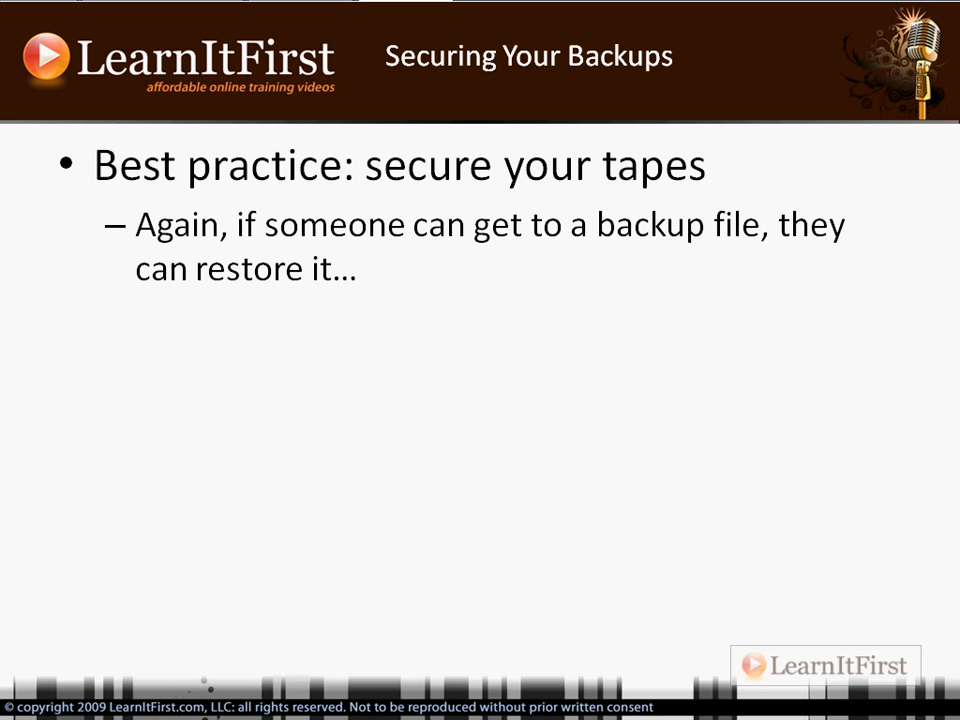 LearnItFirst
affordable online training videos
Securing Your Backups
• Best practice: secure your tapes
– Again, if someone can get to a backup file, they
can restore it…
LearnItFirst
© copyright 2009 LearnItFirst.com, LLC: all rights reserved. Not to be reproduced without prior written consent